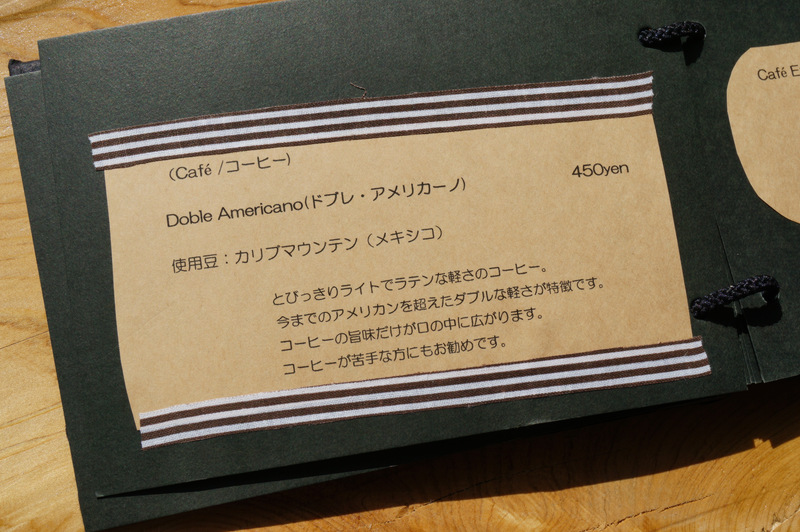 (Café /コーヒー)
Doble Americano(ドブレ・アメリカーノ)
450yen
使用豆：カリブマウンテン（メキシコ）
とびっきりライトでラテンな軽さのコーヒー。
今までのアメリカンを超えたダブルな軽さが特徴です。
コーヒーの旨味だけが口の中に広がります。
コーヒーが苦手な方にもお勧めです。
Café E